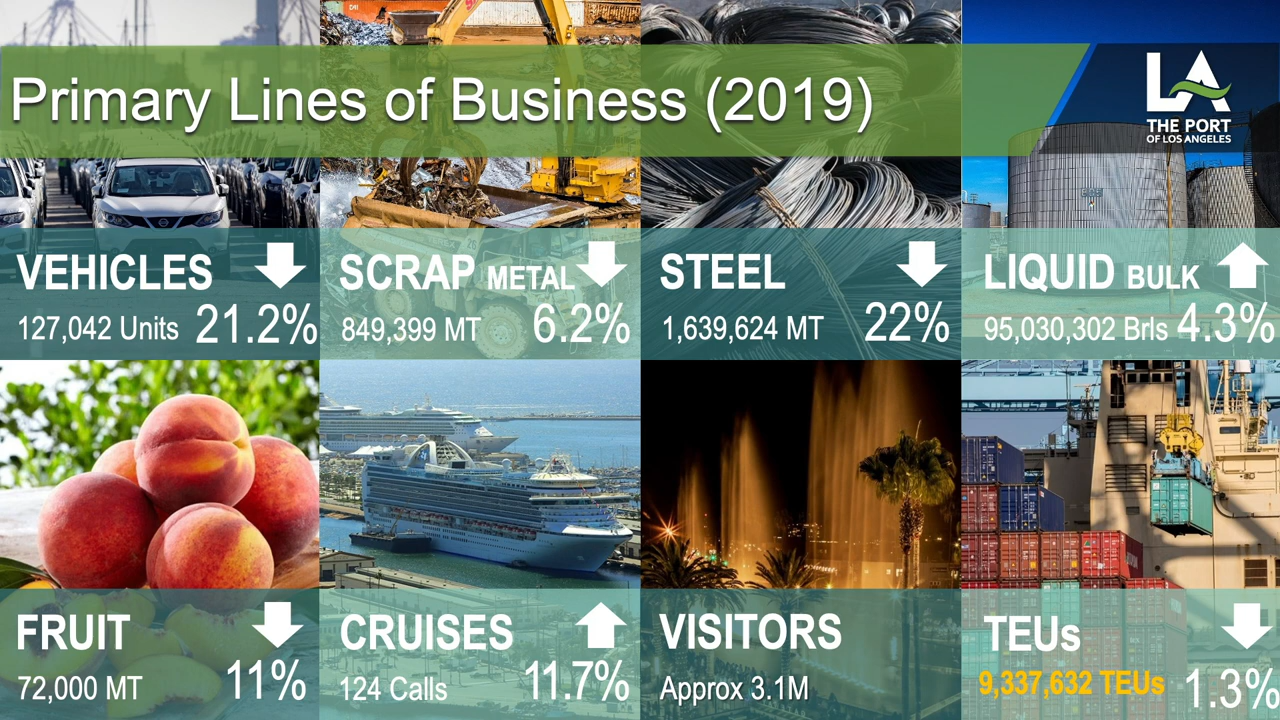 Primary Lines of Business (2019)
LA
THE PORT
OF LOS ANGELES
VEHICLES
127,042 Units 21.2%
SCRAP METAL
849,399 MT 6.2%
STEEL
1,639,624 MT 22%
LIQUID BULK
95,030,302 Brls 4.3%
FRUIT
72,000 MT 11%
CRUISES
124 Calls 11.7%
VISITORS
Approx 3.1M
TEUs
9,337,632 TEUs 1.3%